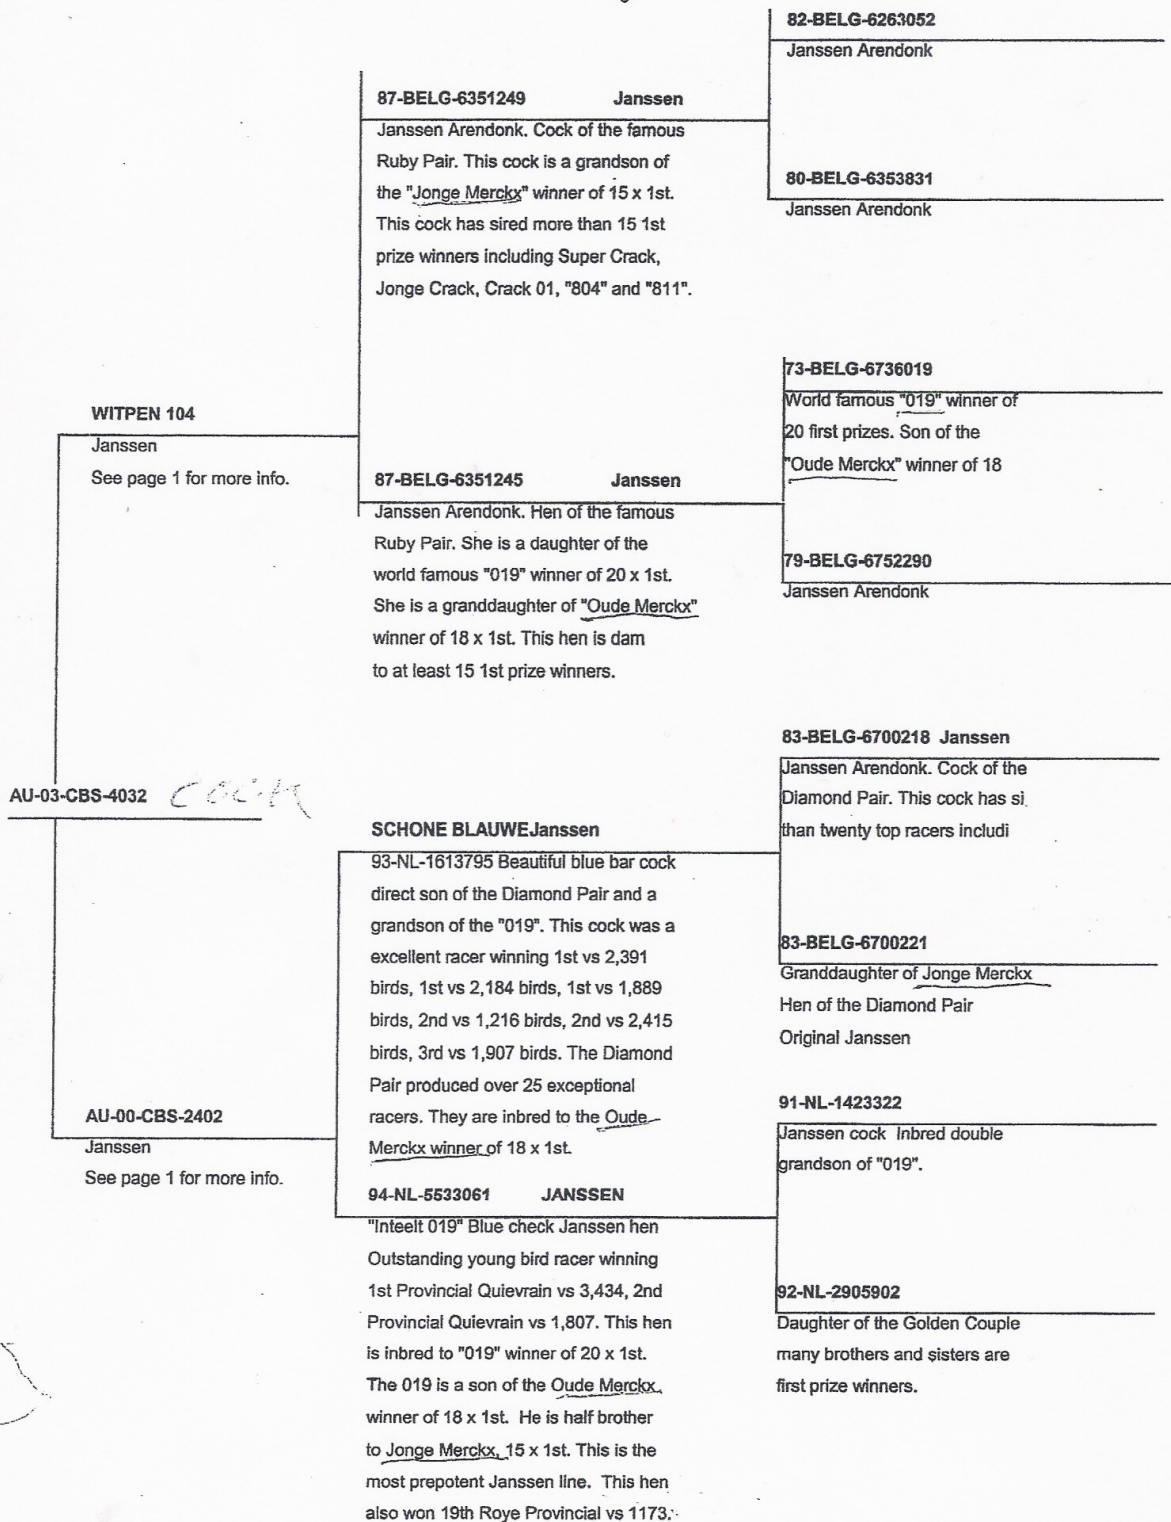 82-BELG-6263052
Janssen Arendonk
87-BELG-6351249 Janssen
Janssen Arendonk. Cock of the famous
Ruby Pair. This cock is a grandson of
the "Jonge Merckx" winner of 15 x 1st.
This cock has sired more than 15 1st
prize winners including Super Crack,
Jonge Crack, Crack 01, "804" and "811".
80-BELG-6353831
Janssen Arendonk
WITPEN 104
Janssen
See page 1 for more info.
73-BELG-6736019
World famous "019" winner of
20 first prizes. Son of the
"Oude Merckx" winner of 18
87-BELG-6351245 Janssen
Janssen Arendonk. Hen of the famous
Ruby Pair. She is a daughter of the
world famous "019" winner of 20 x 1st.
She is a granddaughter of "Oude Merckx"
winner of 18 x 1st. This hen is dam
to at least 15 1st prize winners.
79-BELG-6752290
Janssen Arendonk
AU-03-CBS-4032 COCK
83-BELG-6700218 Janssen
Janssen Arendonk. Cock of the
Diamond Pair. This cock has si
than twenty top racers includi
SCHONE BLAUWEJanssen
93-NL-1613795 Beautiful blue bar cock
direct son of the Diamond Pair and a
grandson of the "019". This cock was a
excellent racer winning 1st vs 2,391
birds, 1st vs 2,184 birds, 1st vs 1,889
birds, 2nd vs 1,216 birds, 2nd vs 2,415
birds, 3rd vs 1,907 birds. The Diamond
Pair produced over 25 exceptional
racers. They are inbred to the Oude
Merckx winner of 18 x 1st.
83-BELG-6700221
Granddaughter of Jonge Merckx
Hen of the Diamond Pair
Original Janssen
AU-00-CBS-2402
Janssen
See page 1 for more info.
94-NL-5533061 JANSSEN
"Inteelt 019" Blue check Janssen hen
Outstanding young bird racer winning
1st Provincial Quievrain vs 3,434, 2nd
Provincial Quievrain vs 1,807. This hen
is inbred to "019" winner of 20 x 1st.
The 019 is a son of the Oude Merckx
winner of 18 x 1st. He is half brother
to Jonge Merckx, 15 x 1st. This is the
most prepotent Janssen line. This hen
also won 19th Roye Provincial vs 1173.
91-NL-1423322
Janssen cock Inbred double
grandson of "019".
92-NL-2905902
Daughter of the Golden Couple
many brothers and sisters are
first prize winners.